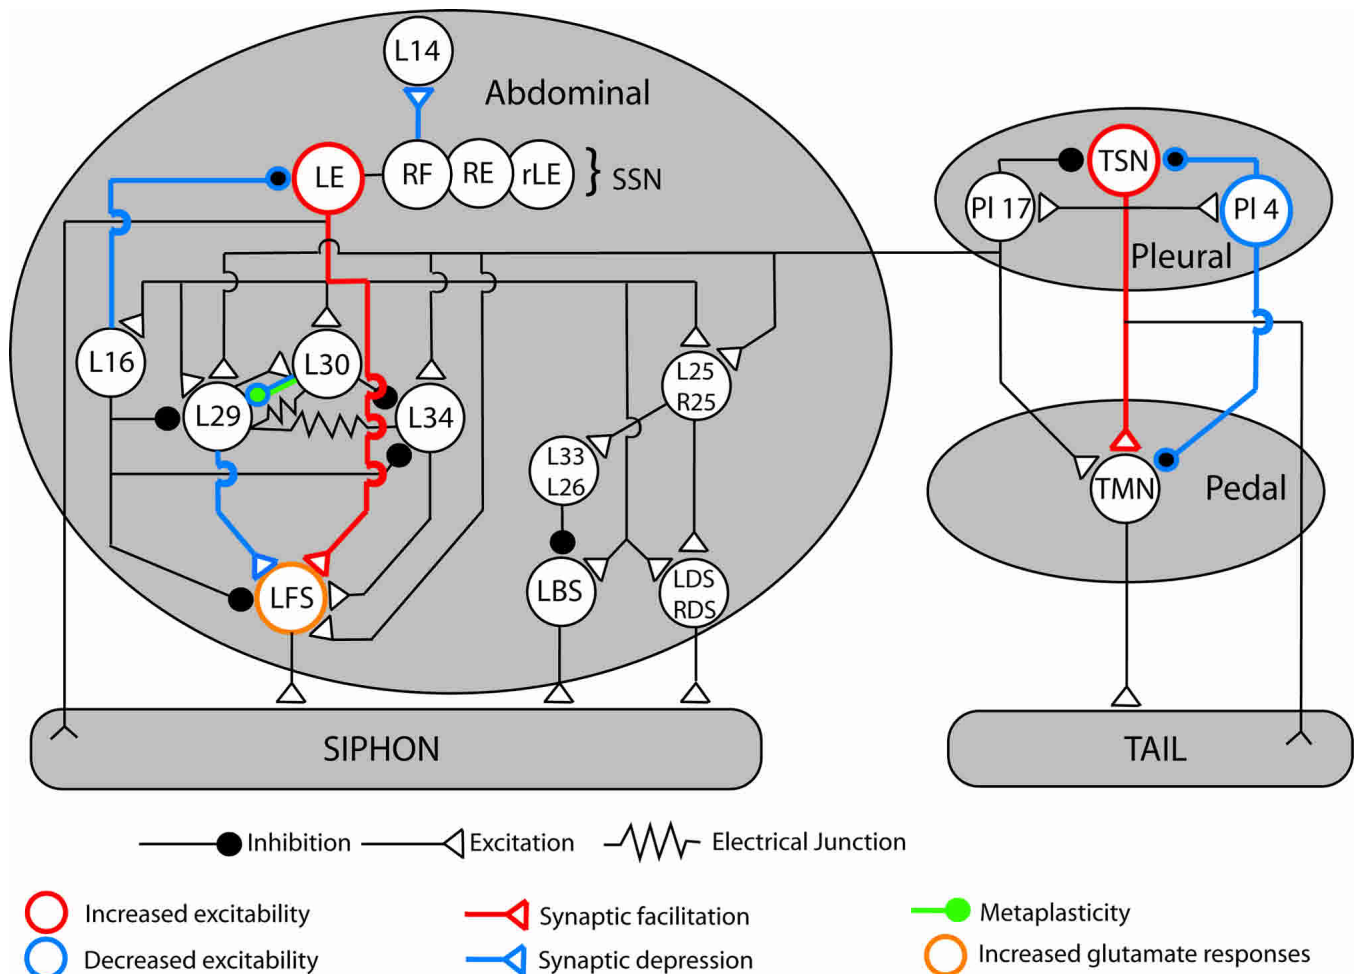 L14
Abdominal
LE
RF
RE
rLE
} SSN
TSN
Pl 17
Pl 4
Pleural
L16
L30
L29
L34
L25
R25
L33
L26
TMN
Pedal
LFS
LBS
LDS
RDS
SIPHON
TAIL
Inhibition
Excitation
Electrical Junction
Increased excitability
Synaptic facilitation
Metaplasticity
Decreased excitability
Synaptic depression
Increased glutamate responses